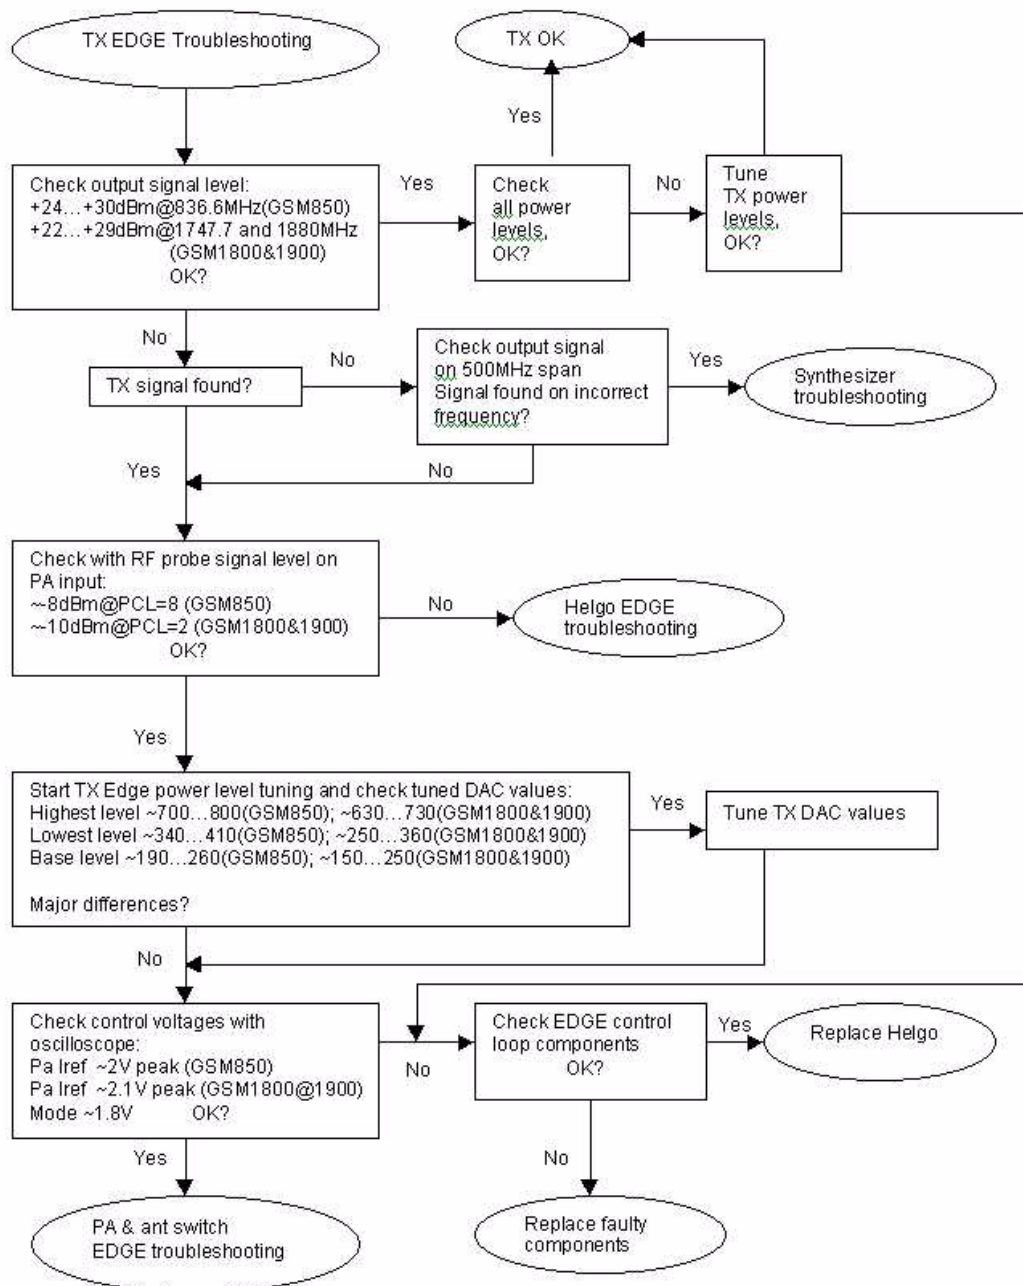 TX EDGE Troubleshooting
TX OK
Yes
Check output signal level:
+24...+30dBm@836.6MHz(GSM850)
+22...+29dBm@1747.7 and 1880MHz
(GSM1800&1900)
OK?
Yes
Check
all power
levels,
OK?
No
Tune
TX power
levels,
OK?
No
TX signal found?
No
Check output signal
on 500MHz span
Signal found on incorrect
frequency?
Yes
Synthesizer
troubleshooting
Yes
No
Check with RF probe signal level on
PA input:
~-8dBm@PCL=8 (GSM850)
~-10dBm@PCL=2 (GSM1800&1900)
OK?
No
Helgo EDGE
troubleshooting
Yes
Start TX Edge power level tuning and check tuned DAC values:
Highest level ~700...800(GSM850); ~630...730(GSM1800&1900)
Lowest level ~340...410(GSM850); ~250...360(GSM1800&1900)
Base level ~190...260(GSM850); ~150...250(GSM1800&1900)
Major differences?
Yes
Tune TX DAC values
No
Check control voltages with
oscilloscope:
Pa Iref ~2V peak (GSM850)
Pa Iref ~2.1V peak (GSM1800@1900)
Mode ~1.8V OK?
No
Check EDGE control
loop components
OK?
Yes
Replace Helgo
Yes
No
PA & ant switch
EDGE troubleshooting
Replace faulty
components